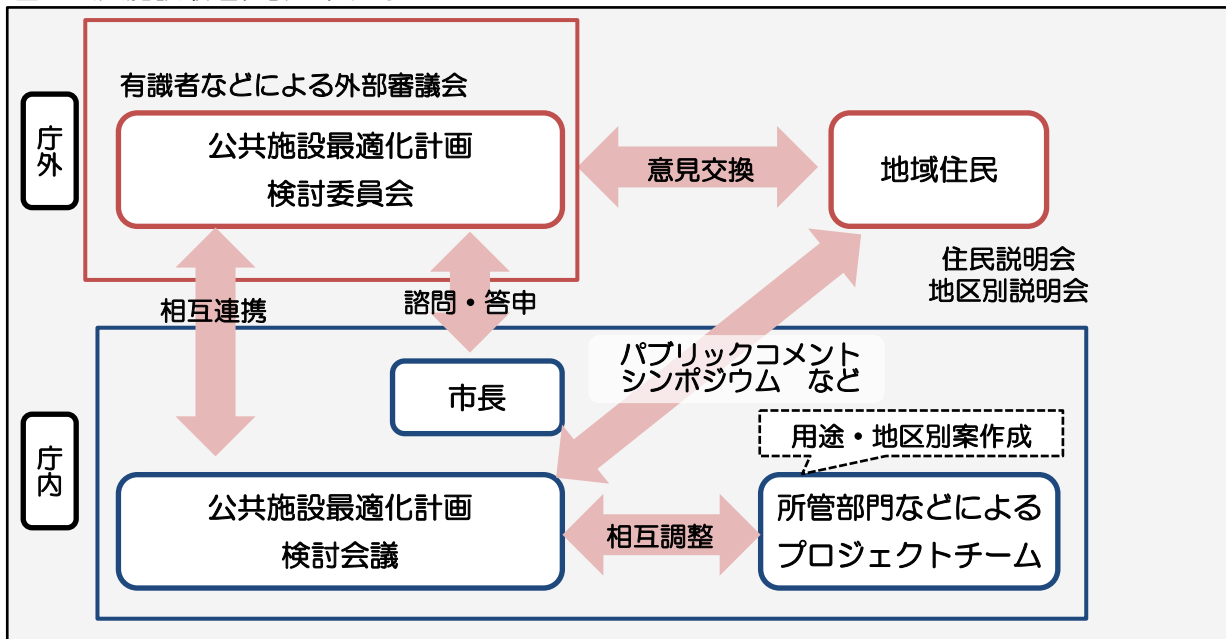 有識者などによる外部審議会
庁外
公共施設最適化計画
検討委員会
意見交換
地域住民
住民説明会
地区別説明会
相互連携
諮問・答申
パブリックコメント
シンポジウム など
市長
用途・地区別案作成
庁内
公共施設最適化計画
検討会議
相互調整
所管部門などによる
プロジェクトチーム